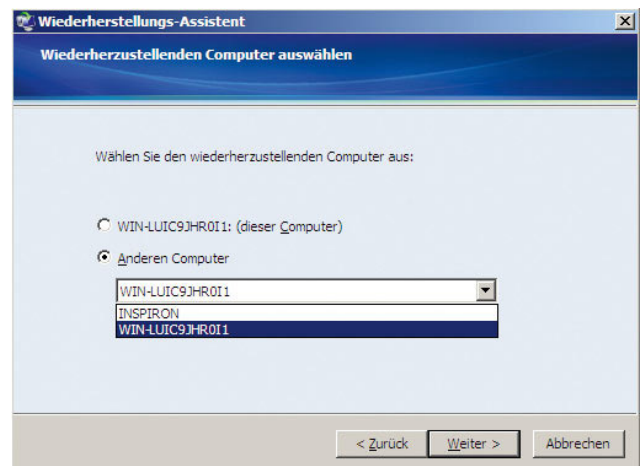 Wiederherstellungs-Assistent
Wiederherzustellenden Computer auswählen
Wählen Sie den wiederherzustellenden Computer aus:
WIN-LUIC9JHR0I1: (dieser Computer)
Anderen Computer
WIN-LUIC9JHR0I1
INSPIRON
WIN-LUIC9JHR0I1
< Zurück Weiter > Abbrechen